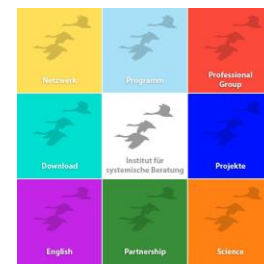 Netzwerk
Programm
Professional
Group
Download
Institut für
systemische Beratung
Projekte
English
Partnership
Science